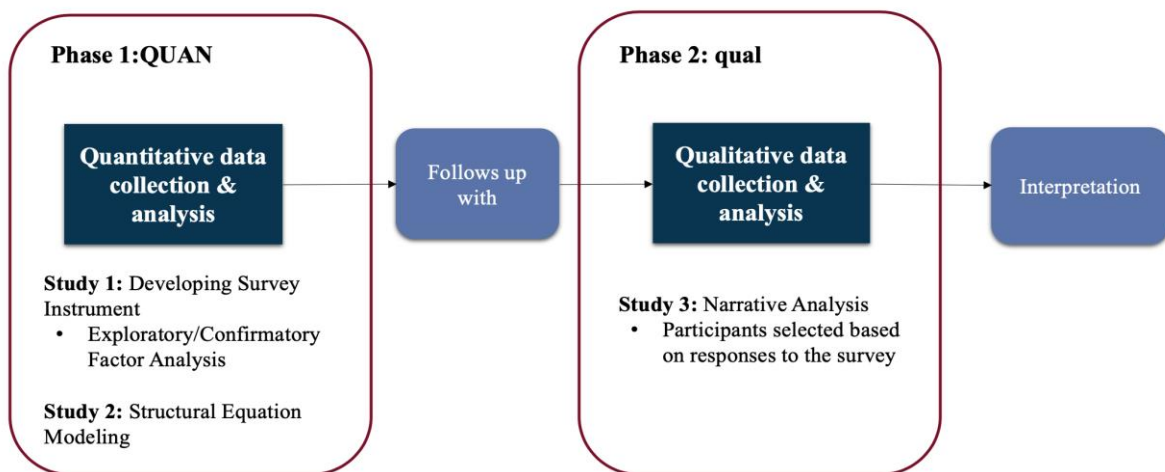 Phase 1:QUAN
Quantitative data
collection &
analysis
Study 1: Developing Survey
Instrument
• Exploratory/Confirmatory
Factor Analysis
Study 2: Structural Equation
Modeling
Follows up
with
Phase 2: qual
Qualitative data
collection &
analysis
Study 3: Narrative Analysis
• Participants selected based
on responses to the survey
Interpretation